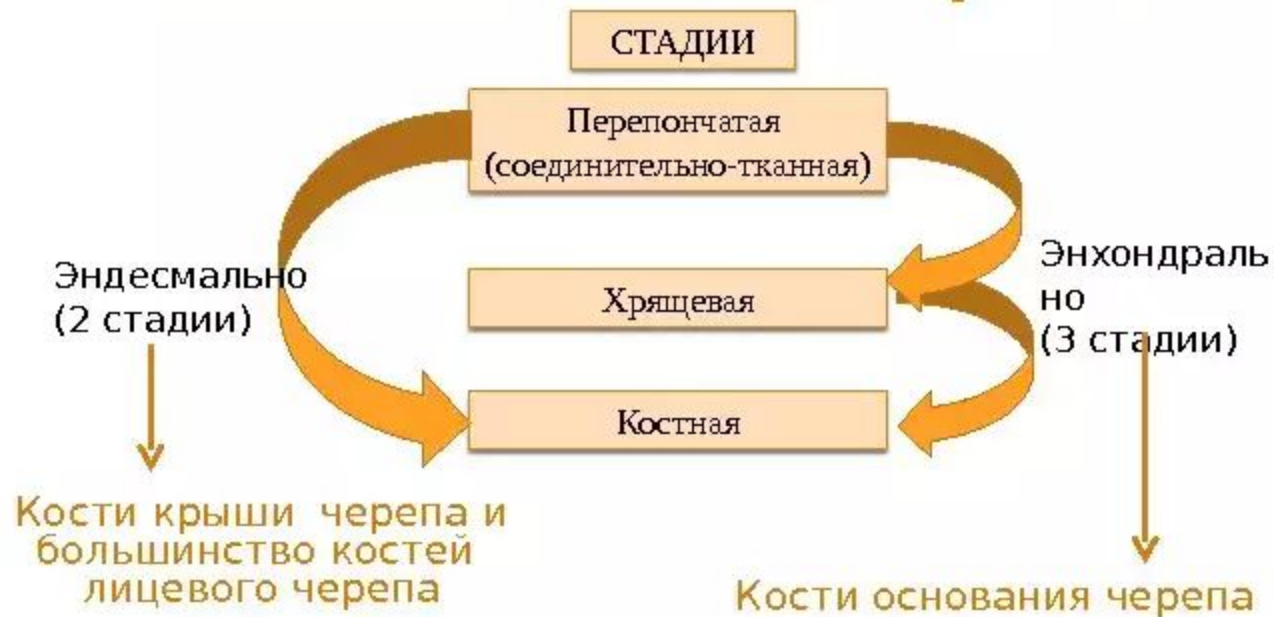 СТАДИИ
Перепончатая
(соединительно-тканная)
Эндесмально
(2 стадии)
Энхондраль
но
(3 стадии)
Хрящевая
Костная
Кости крыши черепа и
большинство костей
лицевого черепа
Кости основания черепа